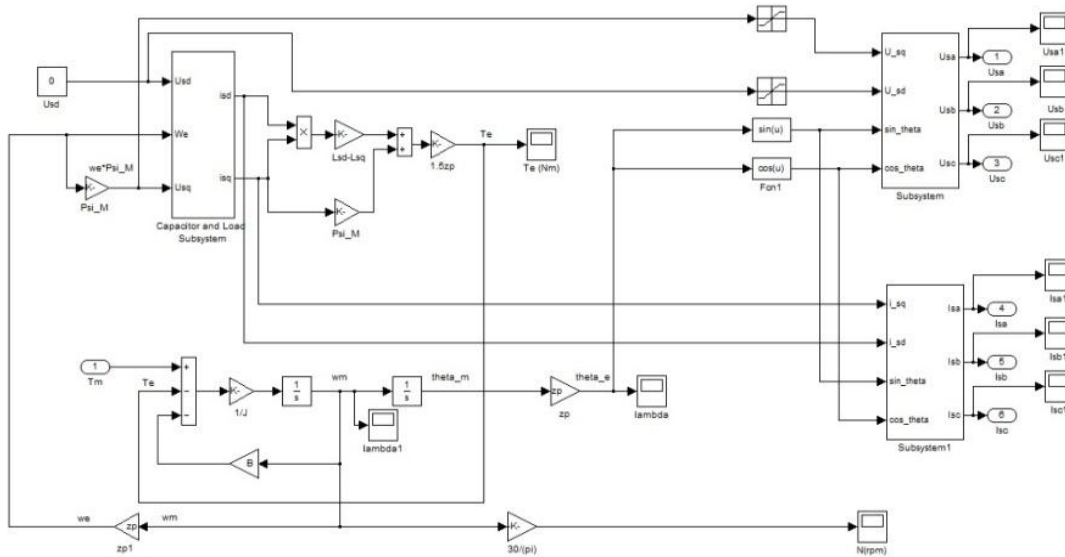 0
Usd
we*Psi_M
K-
Psi_M
Usd
We
Usq
isd
isq
Capacitor and Load
Subsystem
×
K-
Lsd-Lsq
K-
Psi_M
+
+
K-
1.5zp
Te
Te (Nm)
sin(u)
cos(u)
Fcn1
U_sq
U_sd
sin_theta
cos_theta
Usa
Usb
Usc
Subsystem
Usa1
1
Usa
Usb
2
Usb
Usc1
3
Usc
i_sq
i_sd
sin_theta
cos_theta
Isa
Isb
Isc
Subsystem1
Isa1
4
Isa
Isb1
5
Isb
Isc1
6
Isc
1
Tm
Te
+
−
−
K-
1/J
1
s
wm
lambda1
1
s
theta_m
zp
zp
theta_e
lambda
B
we
zp
zp1
wm
K-
30/(pi)
N(rpm)